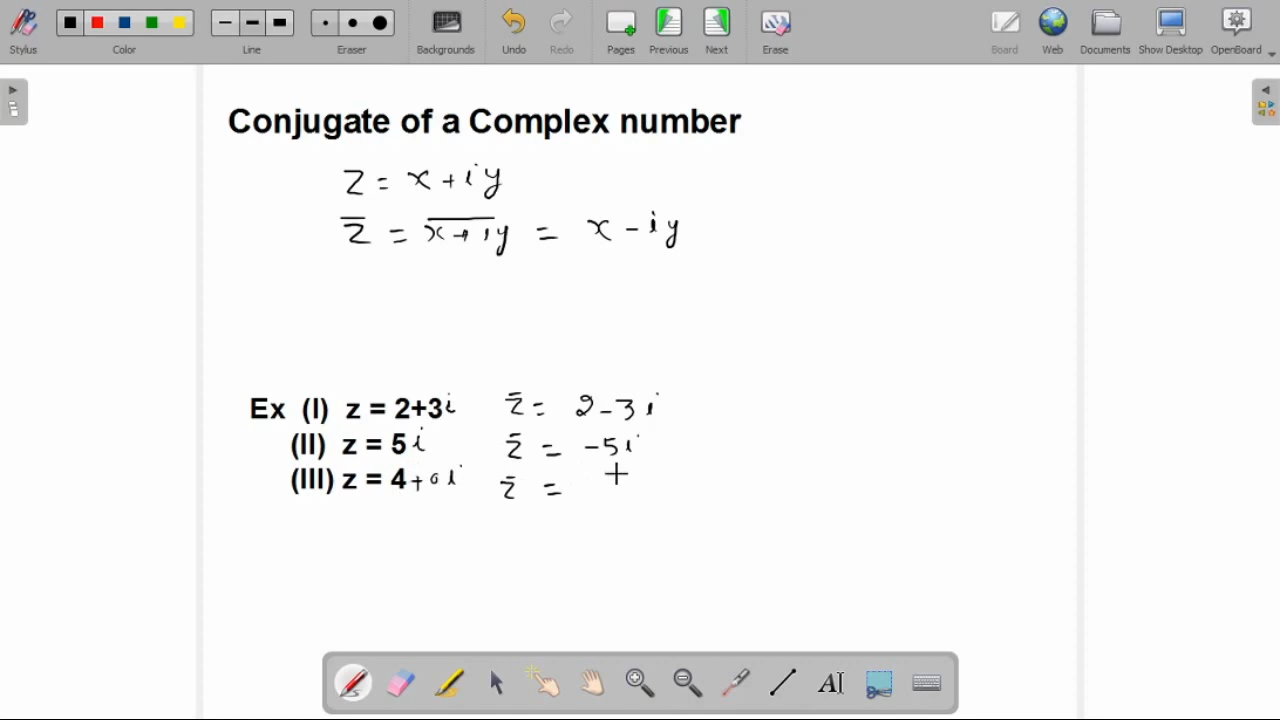 Stylus Color Line Eraser Backgrounds Undo Redo Pages Previous Next Erase Board Web Documents Show Desktop OpenBoard
Conjugate of a Complex number
z = x + iy
z̅ = x̅ ̅+̅ ̅i̅y = x - iy
Ex (I) z = 2+3i z̅ = 2 - 3i
(II) z = 5i z̅ = -5i
(III) z = 4 + 0i z̅ =
AI